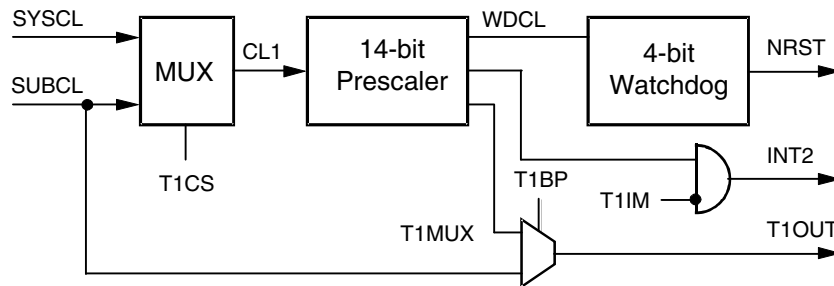 SYSCL
SUBCL
MUX
T1CS
CL1
14-bit
Prescaler
WDCL
4-bit
Watchdog
NRST
INT2
T1IM
T1BP
T1MUX
T1OUT